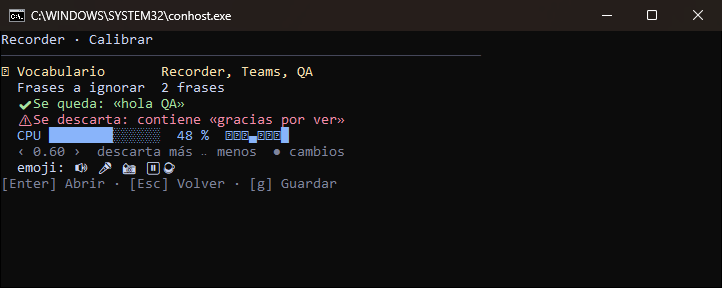 C:\WINDOWS\SYSTEM32\conhost.exe
Recorder · Calibrar
Vocabulario Recorder, Teams, QA
Frases a ignorar 2 frases
✔Se queda: «hola QA»
⚠Se descarta: contiene «gracias por ver»
CPU ████████░░░░░░ 48 % ▄█
‹ 0.60 › descarta más … menos ● cambios
emoji: 🔊 🎤 📷 ⏸
[Enter] Abrir · [Esc] Volver · [g] Guardar